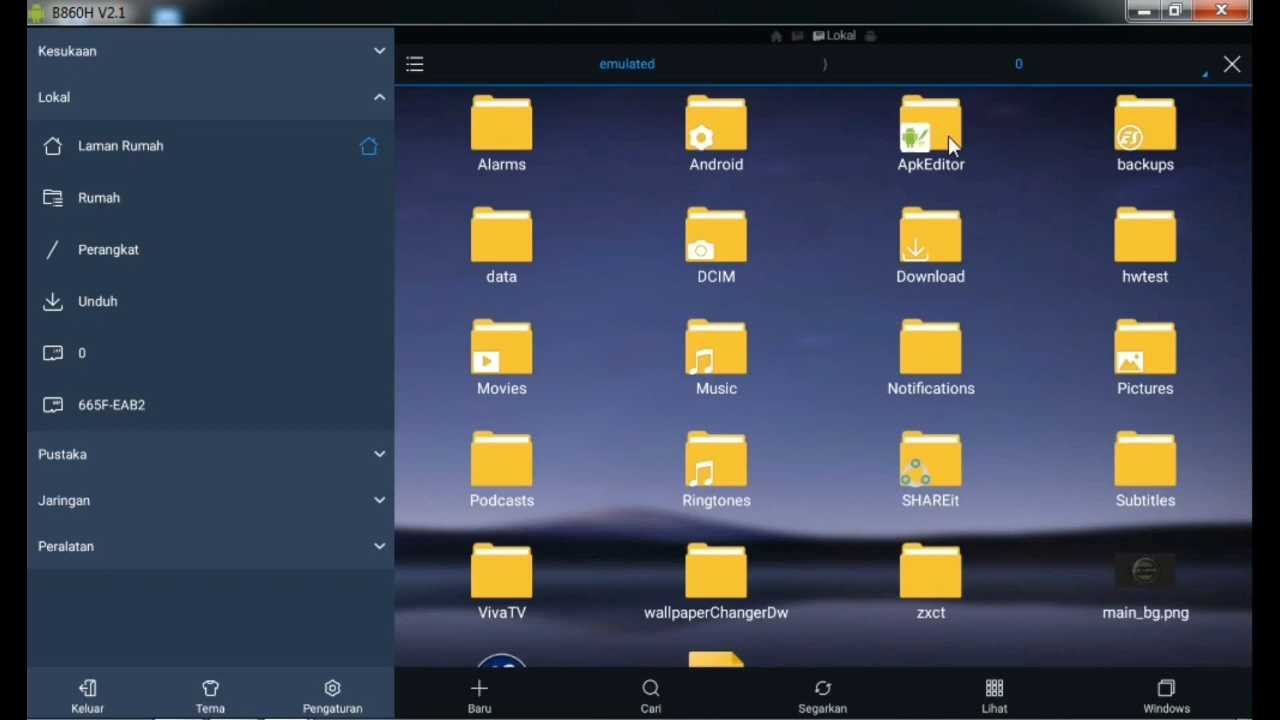 B860H V2.1
Kesukaan
Lokal
Laman Rumah
Rumah
Perangkat
Unduh
0
665F-EAB2
Pustaka
Jaringan
Peralatan
Keluar
Tema
Pengaturan
Lokal
emulated
0
Alarms
Android
ApkEditor
backups
data
DCIM
Download
hwtest
Movies
Music
Notifications
Pictures
Podcasts
Ringtones
SHAREit
Subtitles
VivaTV
wallpaperChangerDw
zxct
main_bg.png
Baru
Cari
Segarkan
Lihat
Windows